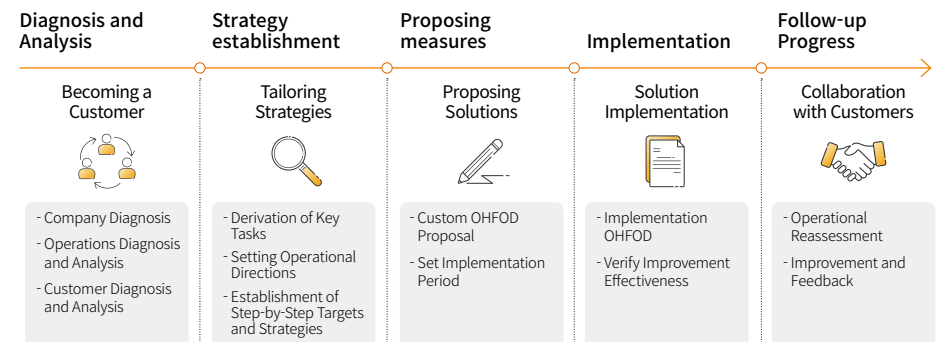 Diagnosis and
Analysis
Strategy
establishment
Proposing
measures
Implementation
Follow-up
Progress
Becoming a
Customer
Tailoring
Strategies
Proposing
Solutions
Solution
Implementation
Collaboration
with Customers
- Company Diagnosis
- Operations Diagnosis
and Analysis
- Customer Diagnosis
and Analysis
- Derivation of Key
Tasks
- Setting Operational
Directions
- Establishment of
Step-by-Step Targets
and Strategies
- Custom OHFOD
Proposal
- Set Implementation
Period
- Implementation
OHFOD
- Verify Improvement
Effectiveness
- Operational
Reassessment
- Improvement and
Feedback